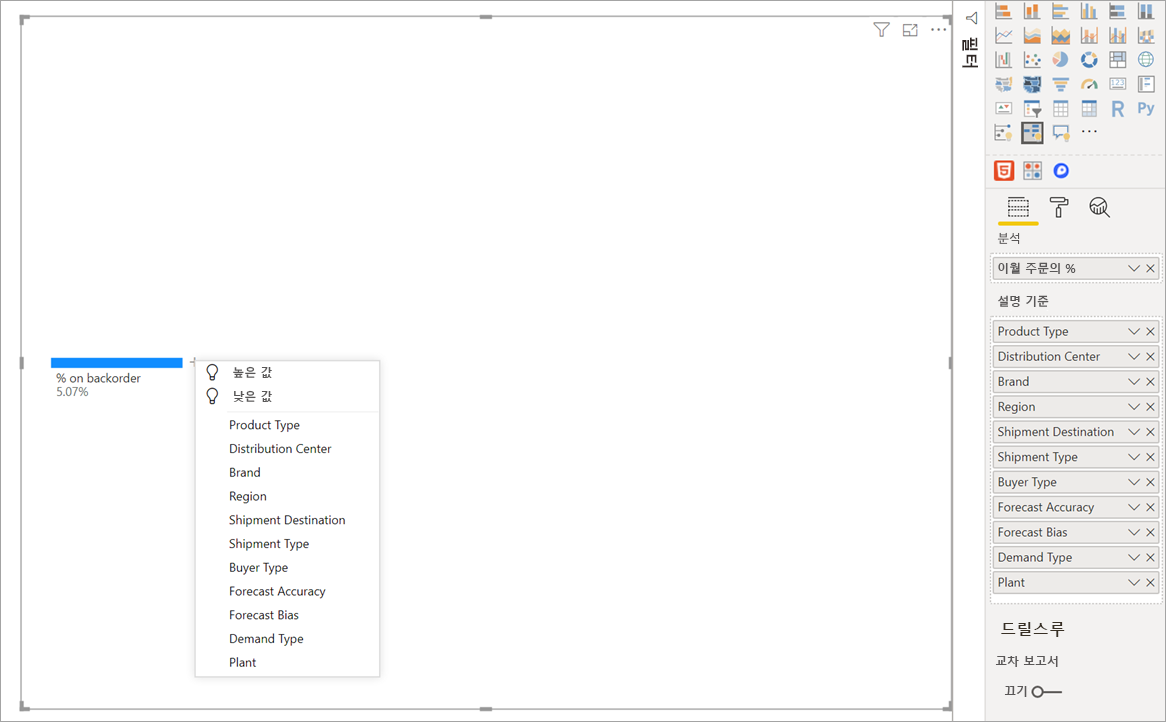 필터
R
Py
123
분석
이월 주문의 %
설명 기준
Product Type
Distribution Center
Brand
Region
Shipment Destination
Shipment Type
Buyer Type
Forecast Accuracy
Forecast Bias
Demand Type
Plant
드릴스루
교차 보고서
끄기
% on backorder
5.07%
높은 값
낮은 값
Product Type
Distribution Center
Brand
Region
Shipment Destination
Shipment Type
Buyer Type
Forecast Accuracy
Forecast Bias
Demand Type
Plant